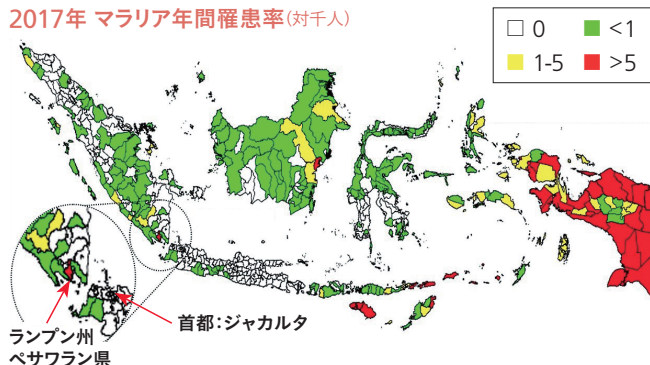 2017年 マラリア年間罹患率(対千人)
0
<1
1-5
>5
首都：ジャカルタ
ランプン州
ペサワラン県